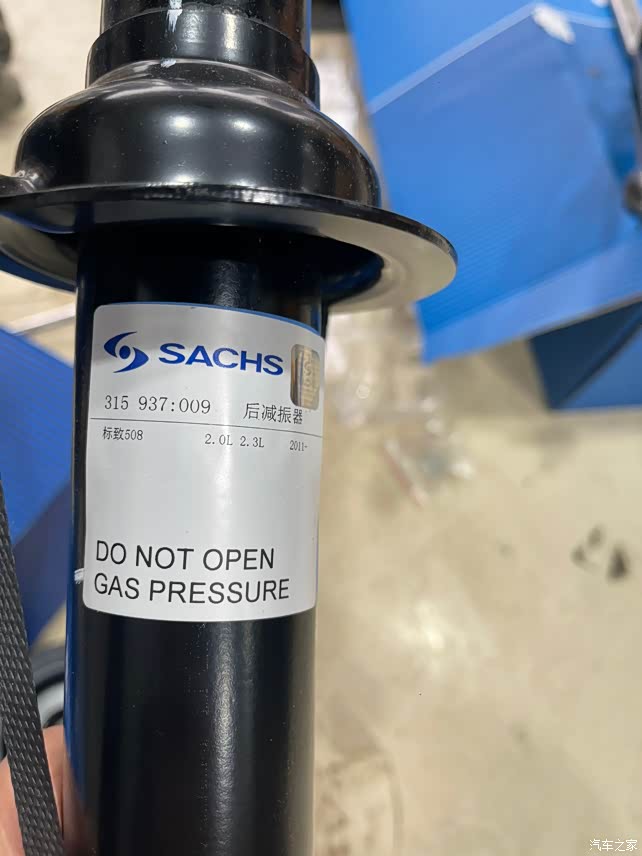 SACHS
315 937:009 后减振器
标致508 2.0L 2.3L 2011-
DO NOT OPEN
GAS PRESSURE
汽车之家